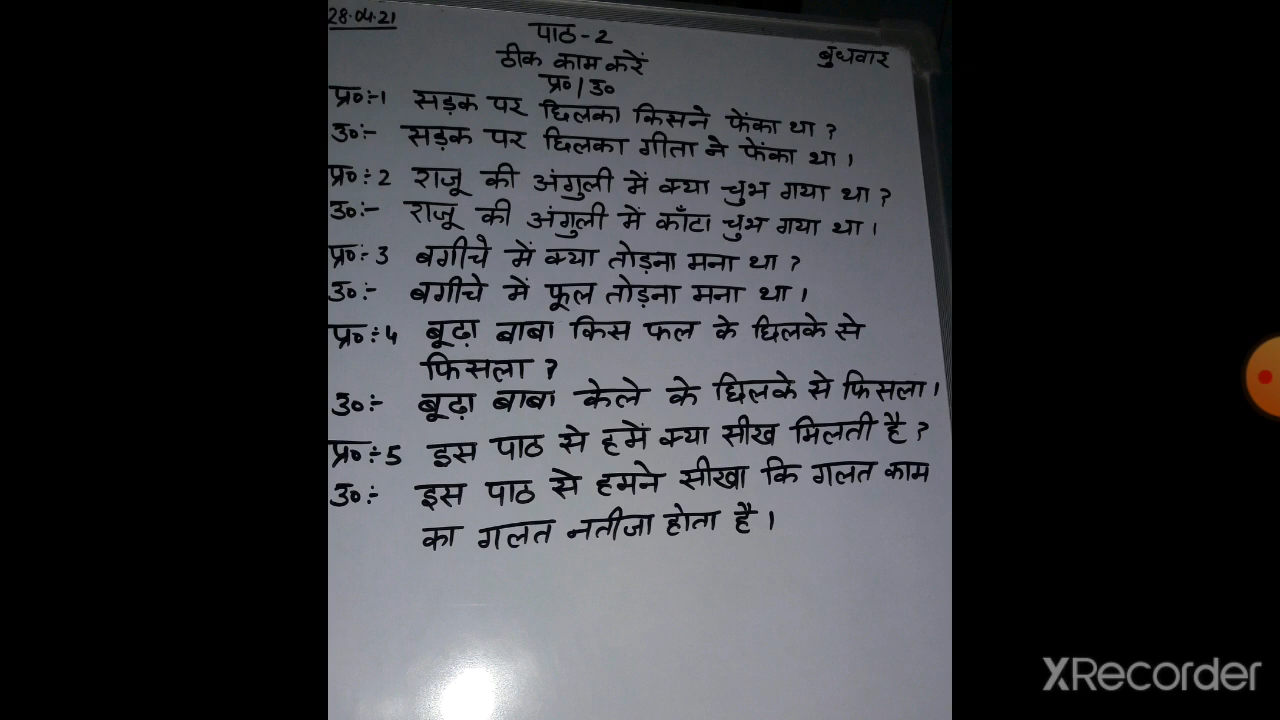 28.04.21
पाठ-2
बुधवार
ठीक काम करें
प्र०/उ०
प्र०:-1 सड़क पर छिलका किसने फेंका था ?
उ०:- सड़क पर छिलका गीता ने फेंका था।
प्र०:-2 राजू की अंगुली में क्या चुभ गया था ?
उ०:- राजू की अंगुली में काँटा चुभ गया था।
प्र०:-3 बगीचे में क्या तोड़ना मना था ?
उ०:- बगीचे में फूल तोड़ना मना था।
प्र०:-4 बूढ़ा बाबा किस फल के छिलके से
फिसला ?
उ०:- बूढ़ा बाबा केले के छिलके से फिसला।
प्र०:-5 इस पाठ से हमें क्या सीख मिलती है ?
उ०:- इस पाठ से हमने सीखा कि गलत काम
का गलत नतीजा होता है।
XRecorder